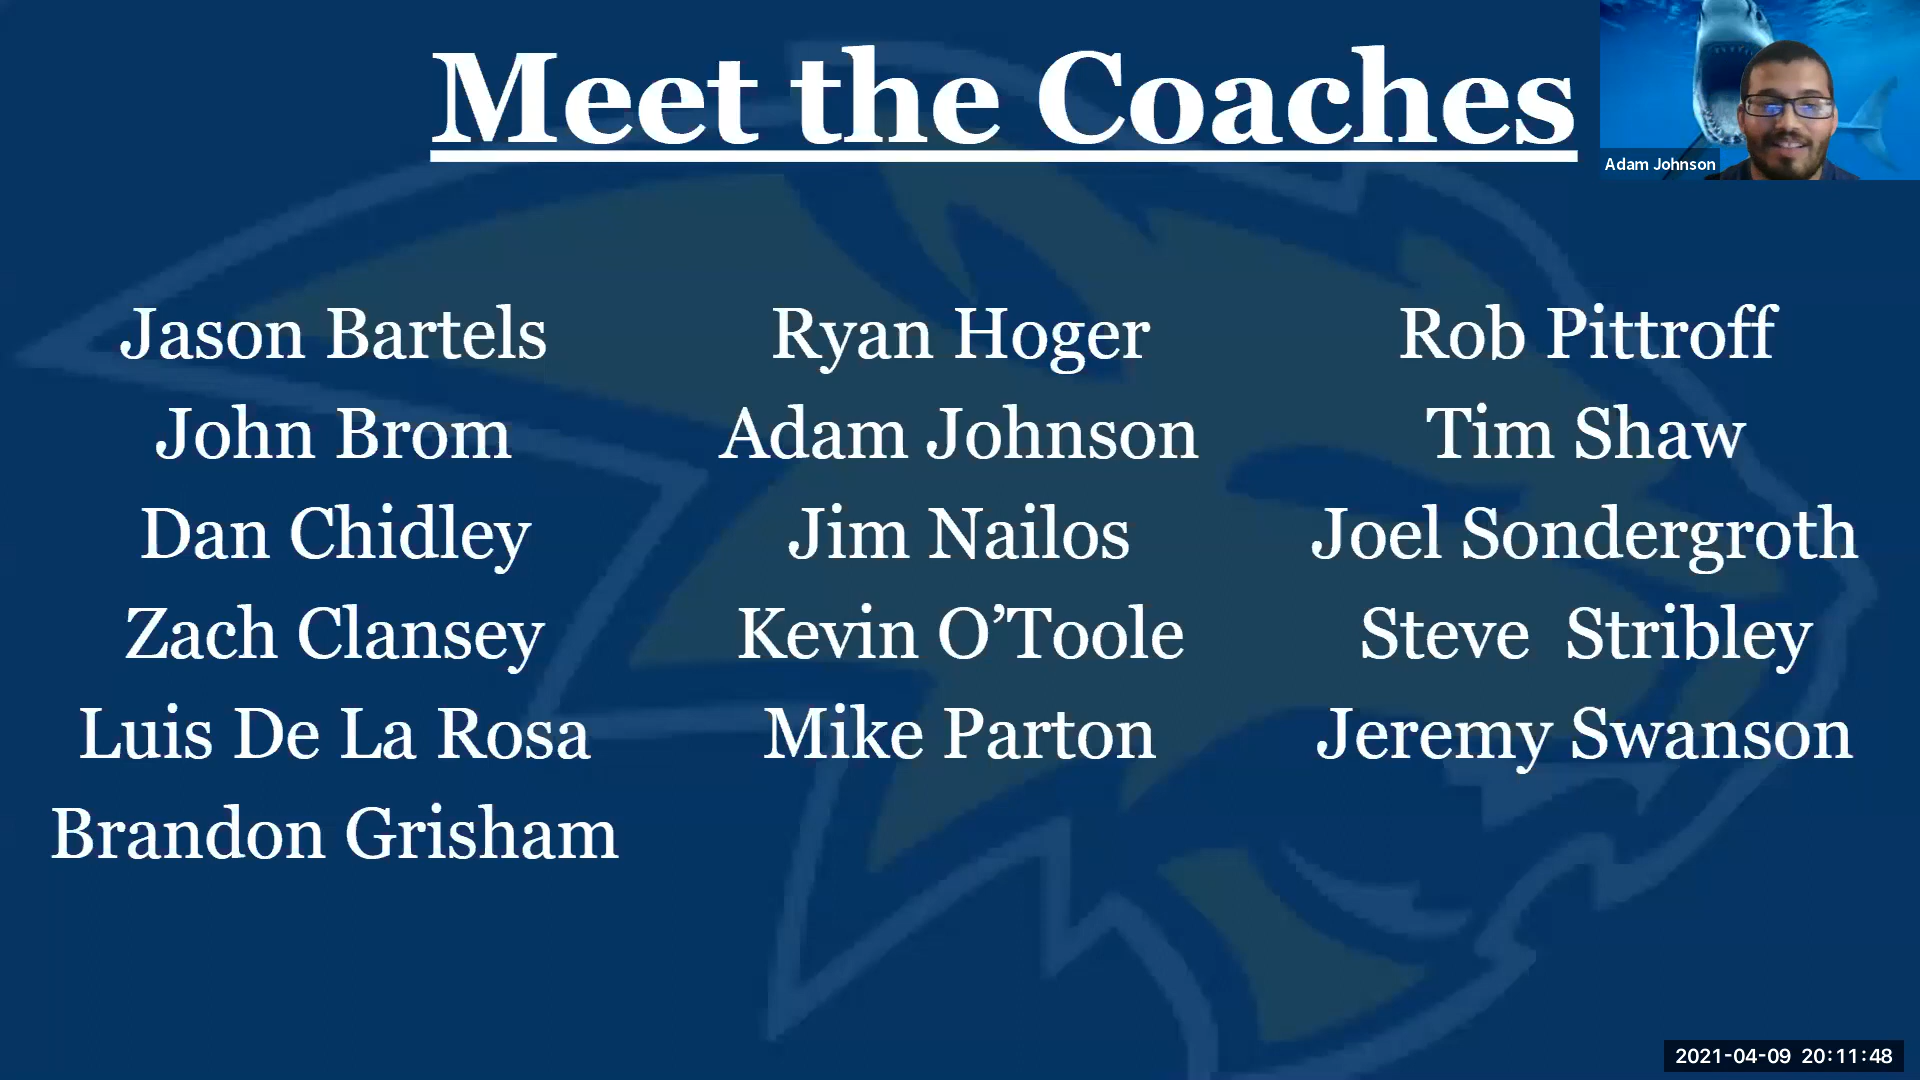 Meet the Coaches
Adam Johnson
Jason Bartels
John Brom
Dan Chidley
Zach Clansey
Luis De La Rosa
Brandon Grisham
Ryan Hoger
Adam Johnson
Jim Nailos
Kevin O’Toole
Mike Parton
Rob Pittroff
Tim Shaw
Joel Sondergroth
Steve  Stribley
Jeremy Swanson
2021-04-09 20:11:48